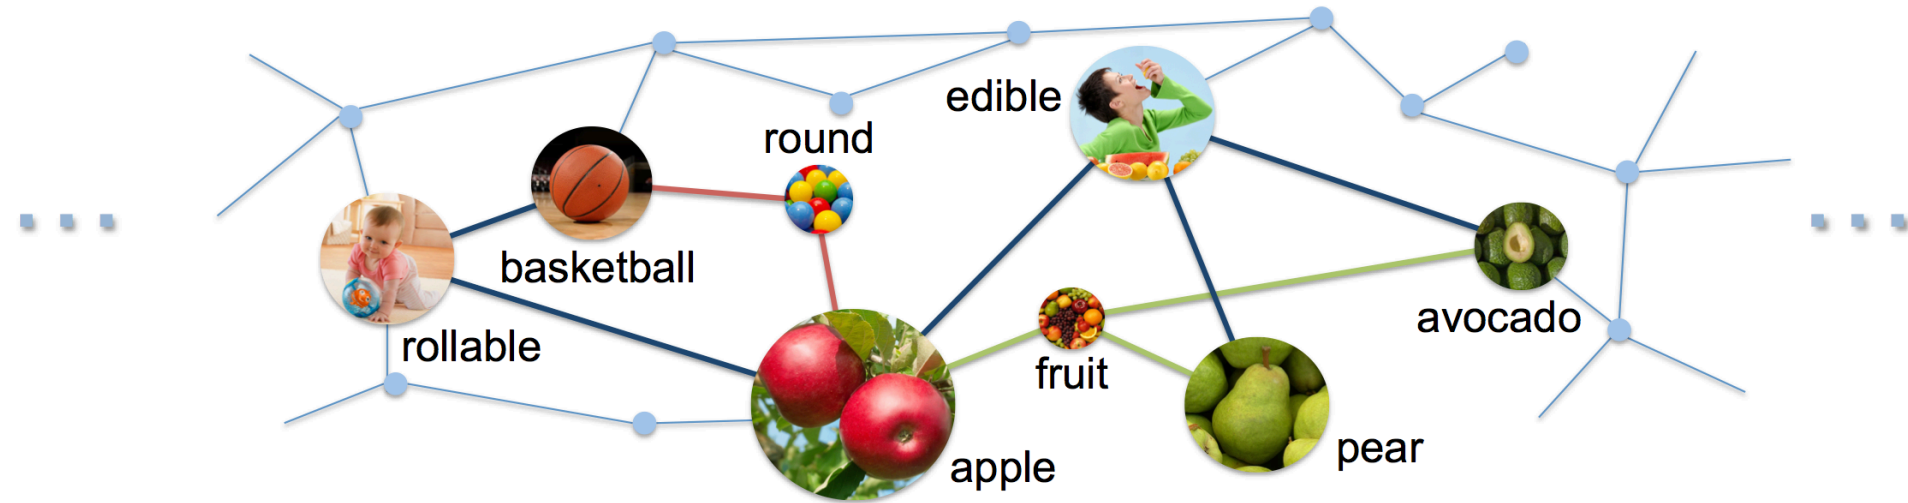 edible
round
basketball
avocado
rollable
fruit
pear
apple